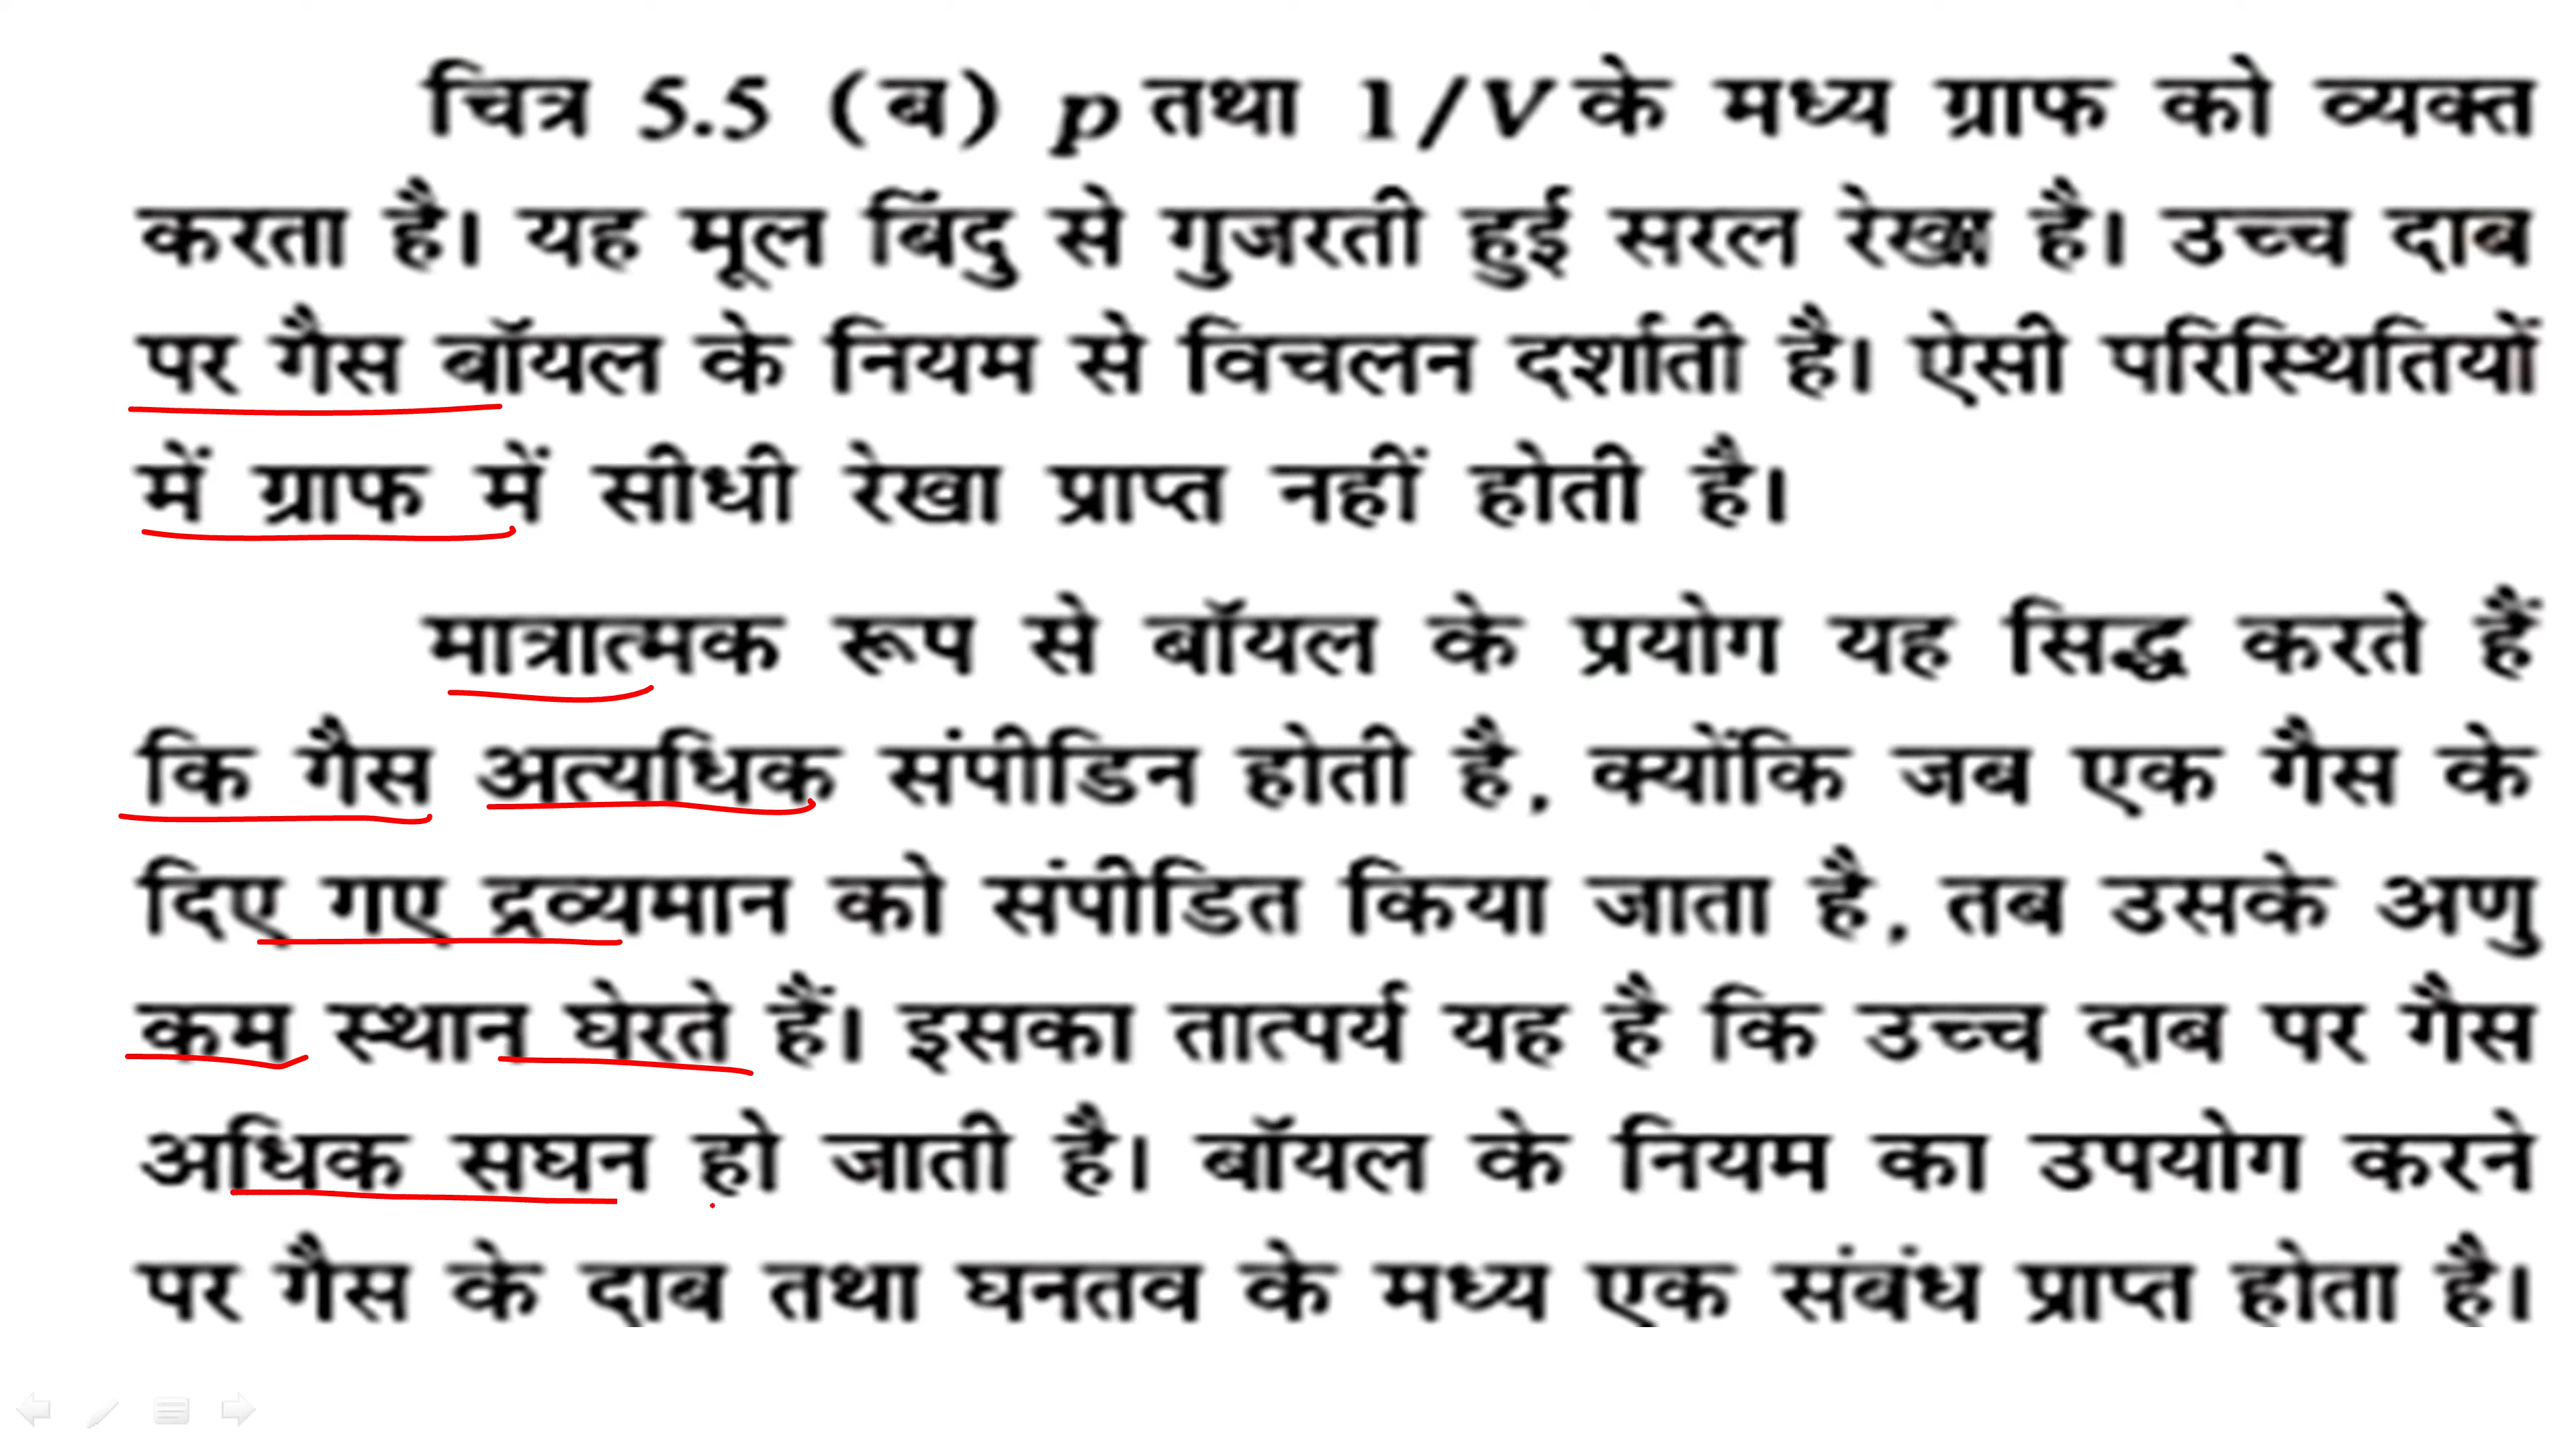 चित्र 5.5 (ब) p तथा 1/V के मध्य ग्राफ को व्यक्त
करता है। यह मूल बिंदु से गुजरती हुई सरल रेखा है। उच्च दाब
पर गैस बॉयल के नियम से विचलन दर्शाती है। ऐसी परिस्थितियों
में ग्राफ में सीधी रेखा प्राप्त नहीं होती है।
मात्रात्मक रूप से बॉयल के प्रयोग यह सिद्ध करते हैं
कि गैस अत्यधिक संपीडिन होती है, क्योंकि जब एक गैस के
दिए गए द्रव्यमान को संपीडित किया जाता है, तब उसके अणु
कम स्थान घेरते हैं। इसका तात्पर्य यह है कि उच्च दाब पर गैस
अधिक सघन हो जाती है। बॉयल के नियम का उपयोग करने
पर गैस के दाब तथा घनतव के मध्य एक संबंध प्राप्त होता है।